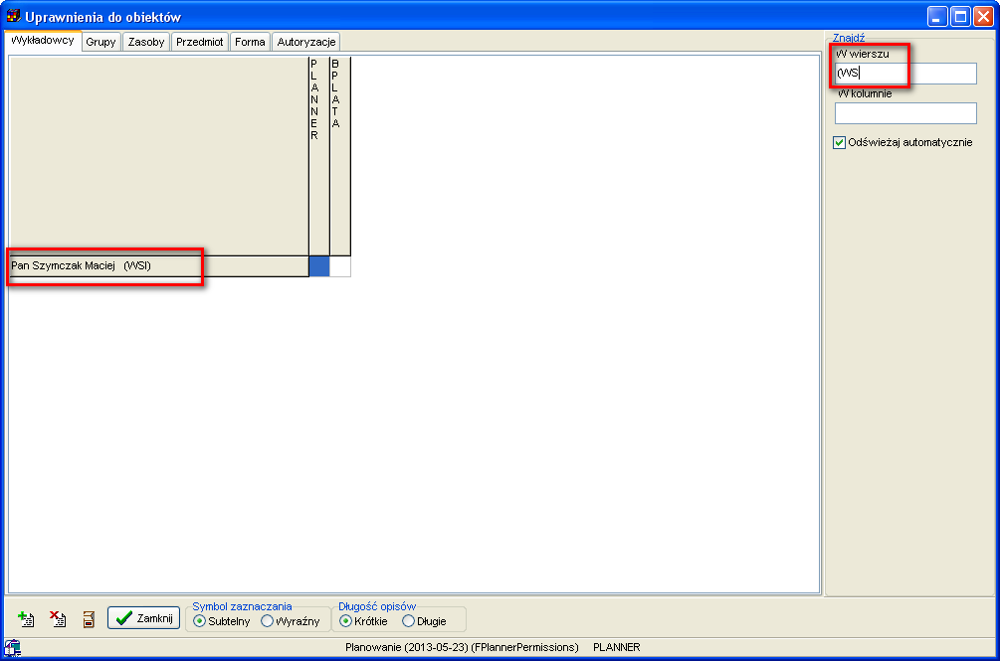 Uprawnienia do obiektów
Wykładowcy Grupy Zasoby Przedmiot Forma Autoryzacje
PLANNER
BPLATA
Pan Szymczak Maciej (WSI)
Znajdź
W wierszu
(WS
W kolumnie
Odświeżaj automatycznie
Zamknij
Symbol zaznaczania
Subtelny Wyraźny
Długość opisów
Krótkie Długie
Planowanie (2013-05-23) (FPlannerPermissions) PLANNER